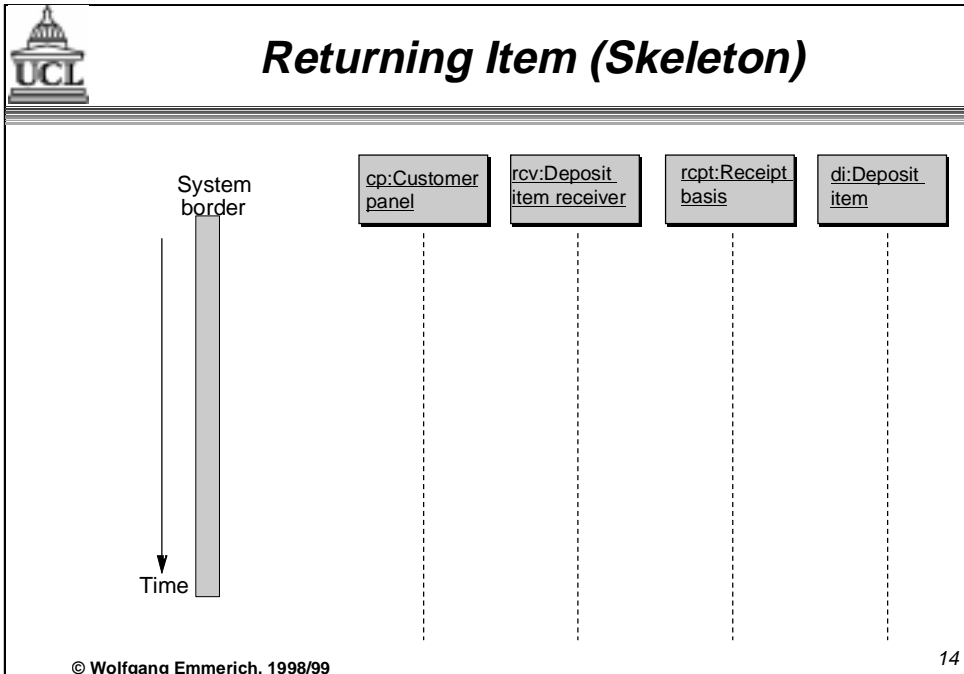 UCL
Returning Item (Skeleton)
System
border
cp:Customer
panel
rcv:Deposit
item receiver
rcpt:Receipt
basis
di:Deposit
item
Time
© Wolfgang Emmerich, 1998/99
14